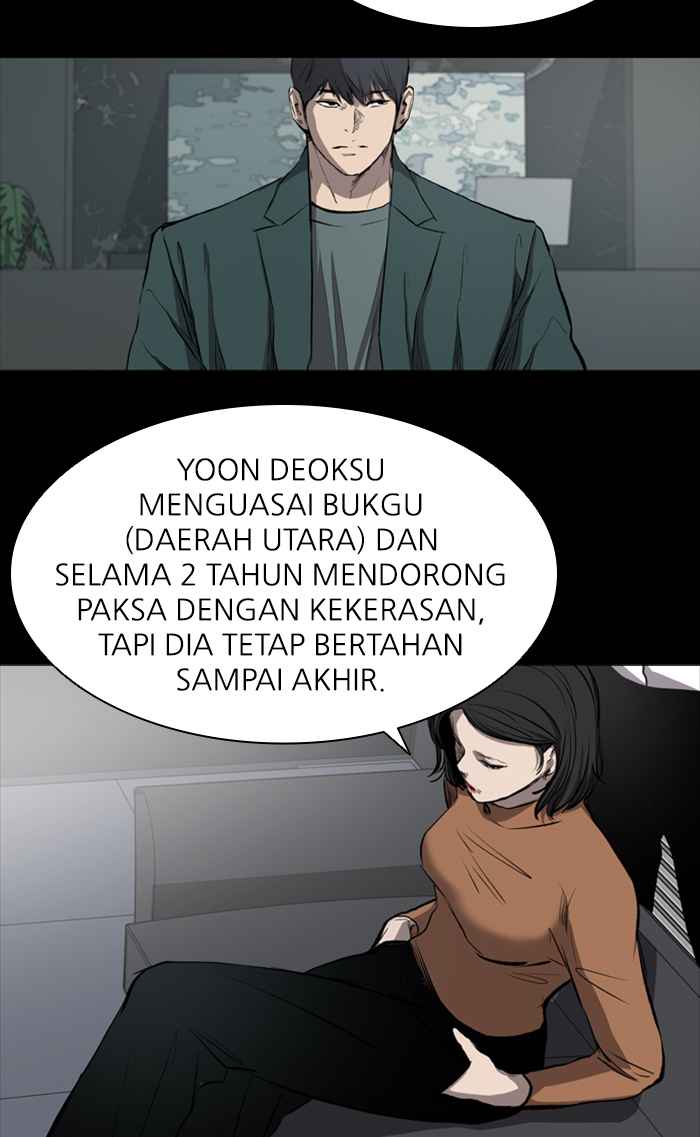 YOON DEOKSU
MENGUASAI BUKGU
(DAERAH UTARA) DAN
SELAMA 2 TAHUN MENDORONG
PAKSA DENGAN KEKERASAN,
TAPI DIA TETAP BERTAHAN
SAMPAI AKHIR.